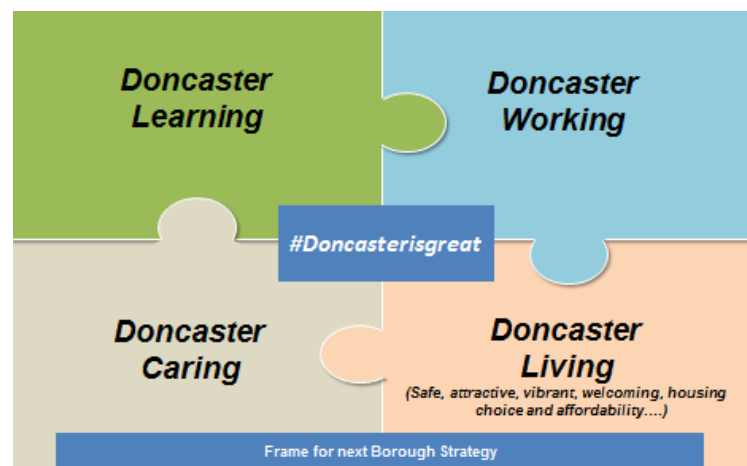 Doncaster
Learning
Doncaster
Working
#Doncasterisgreat
Doncaster
Caring
Doncaster
Living
(Safe, attractive, vibrant, welcoming, housing
choice and affordability....)
Frame for next Borough Strategy